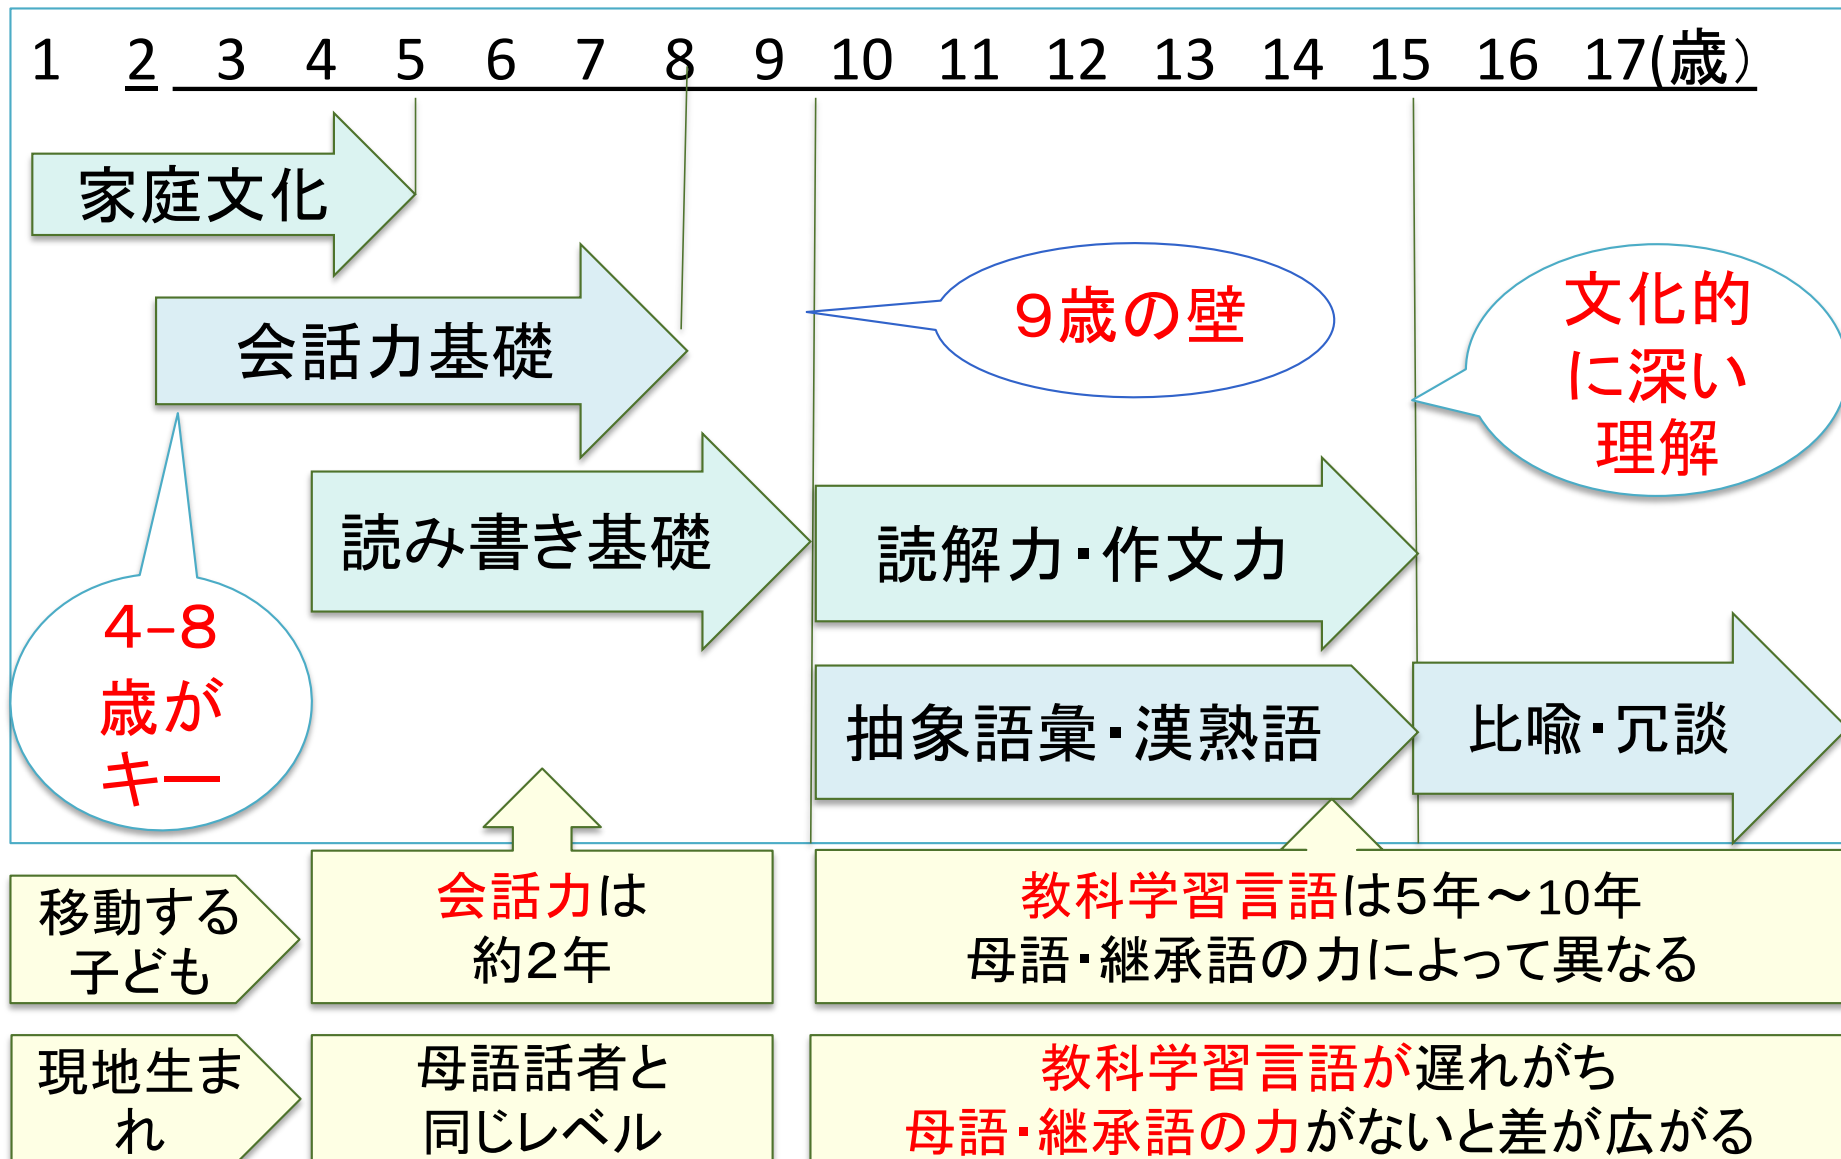 1 2 3 4 5 6 7 8 9 10 11 12 13 14 15 16 17(歳）
家庭文化
会話力基礎
９歳の壁
文化的
に深い
理解
読み書き基礎
読解力・作文力
４−８
歳が
キー
抽象語彙・漢熟語
比喩・冗談
移動する
子ども
会話力は
約２年
教科学習言語は５年～10年
母語・継承語の力によって異なる
現地生ま
れ
母語話者と
同じレベル
教科学習言語が遅れがち
母語・継承語の力がないと差が広がる